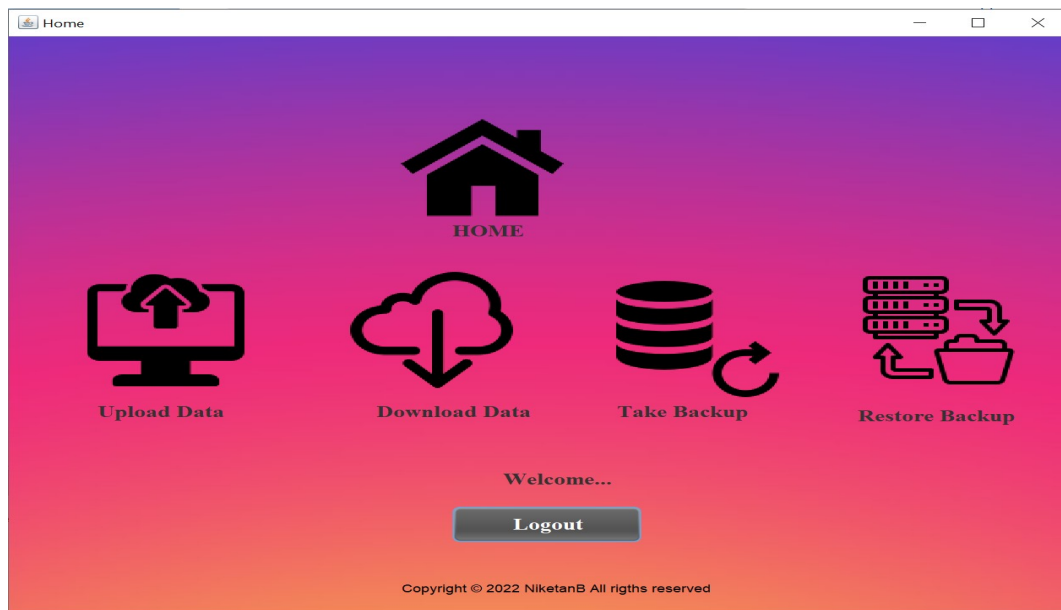 Home
HOME
Upload Data
Download Data
Take Backup
Restore Backup
Welcome...
Logout
Copyright © 2022 NiketanB All rigths reserved